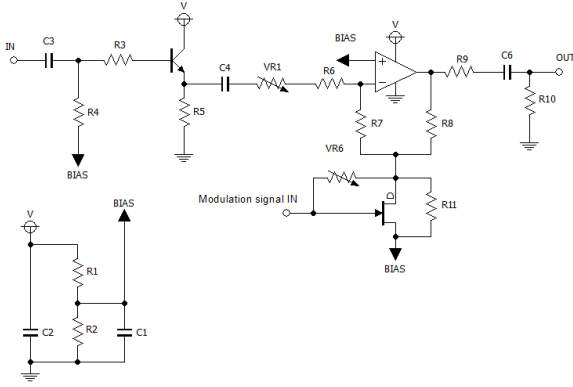 V
V
IN
C3
R3
BIAS
C4
VR1
R6
R9
C6
OUT
R4
R5
R7
R8
R10
BIAS
VR6
D
Modulation signal IN
R11
BIAS
V
BIAS
R1
C2
R2
C1